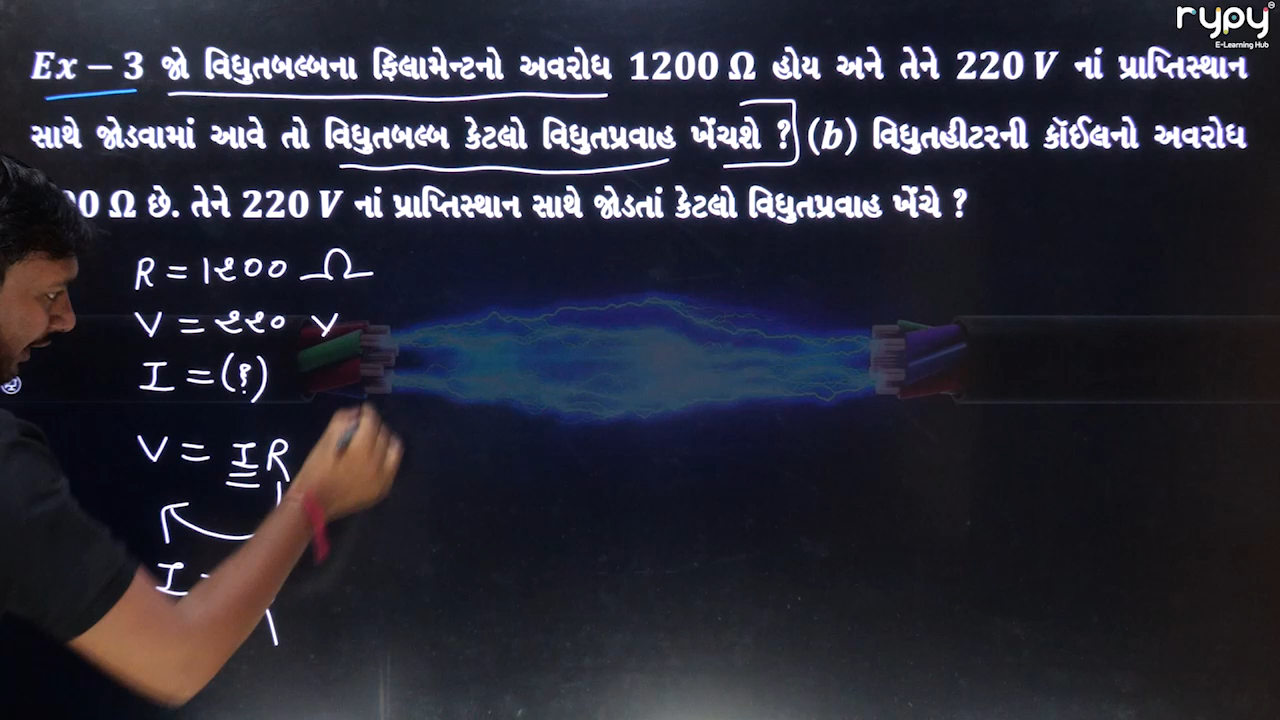 rypy
E-Learning Hub
Ex – 3 જો વિદ્યુતબલ્બના ફિલામેન્ટનો અવરોધ 1200 Ω હોય અને તેને 220 V નાં પ્રાપ્તિસ્થાન
સાથે જોડવામાં આવે તો વિદ્યુતબલ્બ કેટલો વિદ્યુતપ્રવાહ ખેંચશે ? (b) વિદ્યુતહીટરની કૉઈલનો અવરોધ
0 Ω છે. તેને 220 V નાં પ્રાપ્તિસ્થાન સાથે જોડતાં કેટલો વિદ્યુતપ્રવાહ ખેંચે ?
R = ૧૨૦૦ Ω
V = ૨૨૦ V
I = (?)
V = IR
I